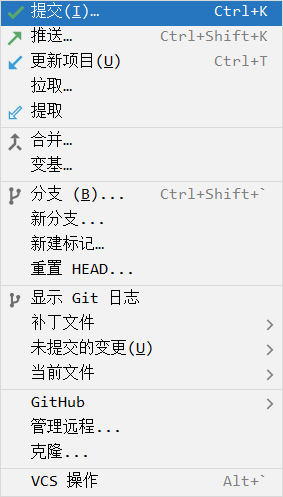 提交(I)… Ctrl+K
推送… Ctrl+Shift+K
更新项目(U) Ctrl+T
拉取…
提取
合并…
变基…
分支 (B)... Ctrl+Shift+`
新分支...
新建标记…
重置 HEAD...
显示 Git 日志
补丁文件
未提交的变更(U)
当前文件
GitHub
管理远程...
克隆...
VCS 操作 Alt+`